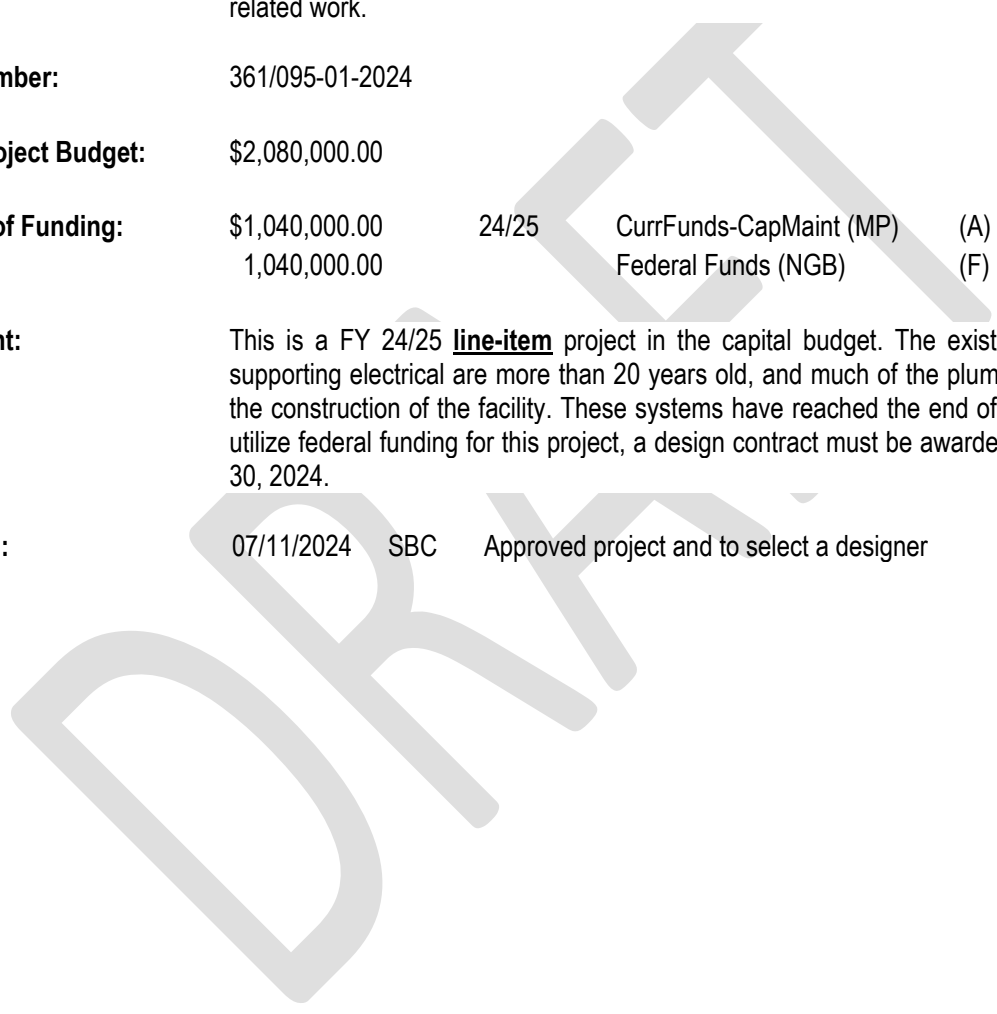 related work.
mber: 361/095-01-2024
oject Budget: $2,080,000.00
of Funding: $1,040,000.00 24/25 CurrFunds-CapMaint (MP) (A)
1,040,000.00 Federal Funds (NGB) (F)
nt: This is a FY 24/25 line-item project in the capital budget. The exist
supporting electrical are more than 20 years old, and much of the plum
the construction of the facility. These systems have reached the end of
utilize federal funding for this project, a design contract must be awarde
30, 2024.
: 07/11/2024 SBC Approved project and to select a designer
DRAFT